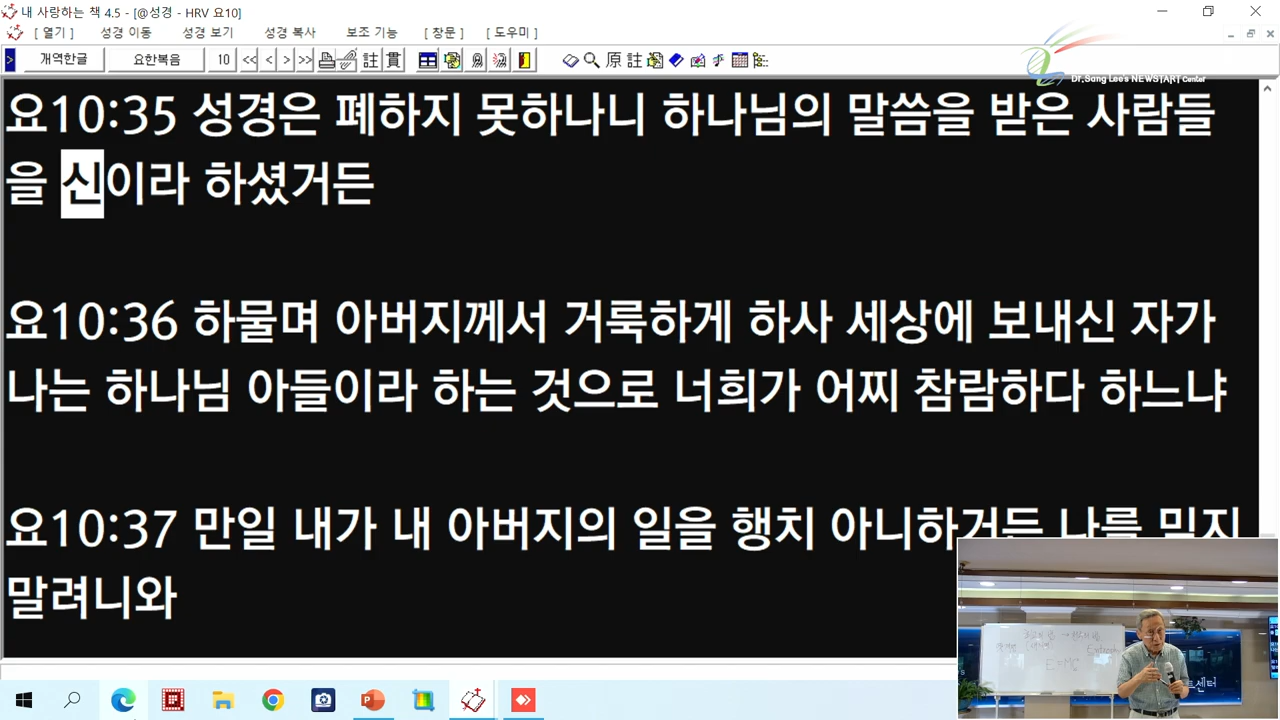 내 사랑하는 책 4.5 - [@성경 - HRV 요10]
[ 열기 ] 성경 이동 성경 보기 성경 복사 보조 기능 [ 창문 ] [ 도우미 ]
개역한글 요한복음 10 << < > >> 註 貫 原 註
Dr.Sang Lee's NEWSTART Center
요10:35 성경은 폐하지 못하나니 하나님의 말씀을 받은 사람들
을 신이라 하셨거든
요10:36 하물며 아버지께서 거룩하게 하사 세상에 보내신 자가
나는 하나님 아들이라 하는 것으로 너희가 어찌 참람하다 하느냐
요10:37 만일 내가 내 아버지의 일을 행치 아니하거든 나를 믿지
말려니와